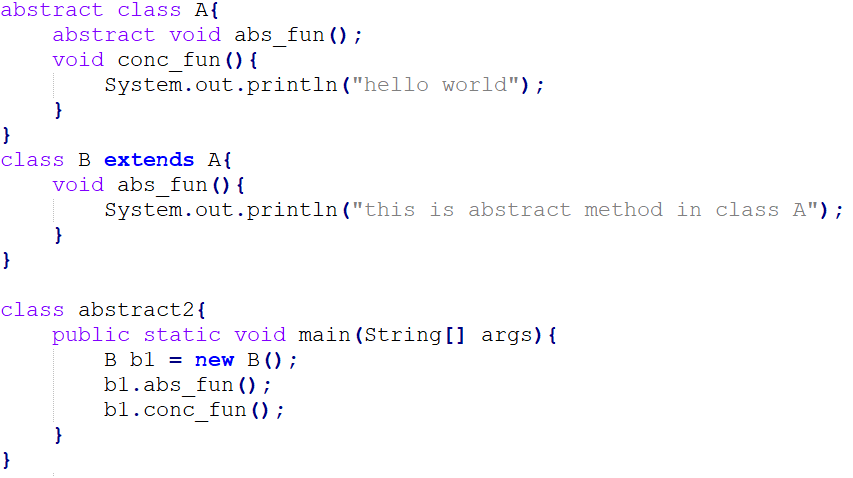 abstract class A{
    abstract void abs_fun();
    void conc_fun(){
        System.out.println("hello world");
    }
}
class B extends A{
    void abs_fun(){
        System.out.println("this is abstract method in class A");
    }
}

class abstract2{
    public static void main(String[] args){
        B b1 = new B();
        b1.abs_fun();
        b1.conc_fun();
    }
}